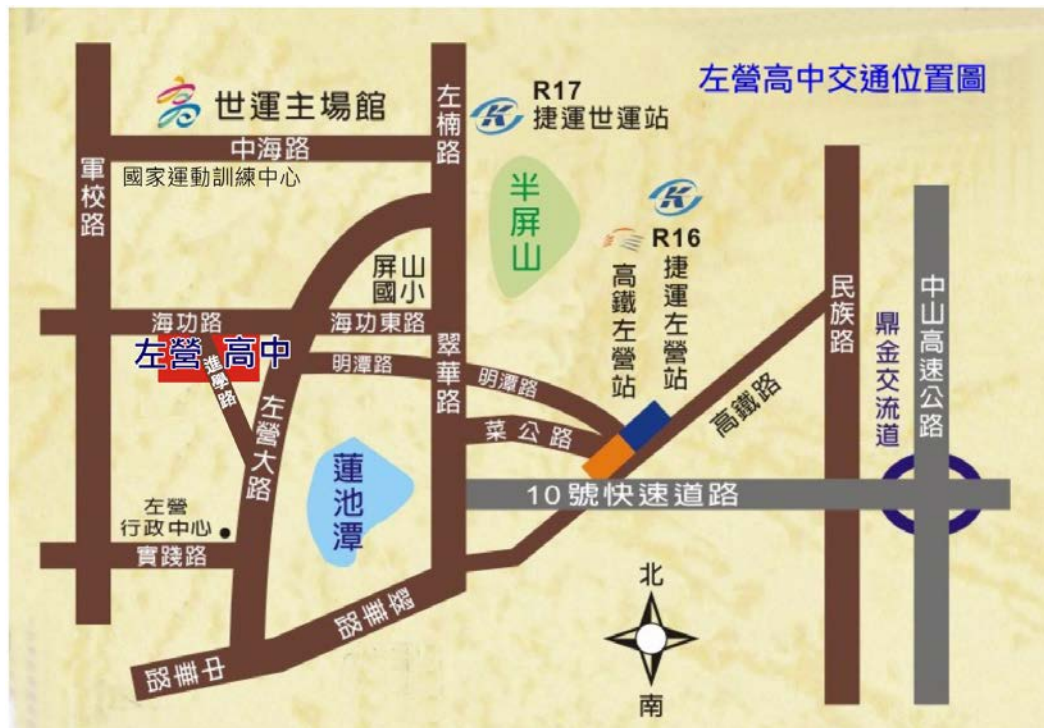 左營高中交通位置圖
世運主場館
R17
捷運世運站
左楠路
中海路
國家運動訓練中心
軍校路
半屏山
R16
捷運左營站
高鐵左營站
民族路
中山高速公路
鼎金交流道
屏山
國小
海功路
海功東路
左營高中
進學路
明潭路
翠華路
明潭路
高鐵路
左營大路
菜公路
蓮池潭
10號快速道路
左營
行政中心
實踐路
翠華路
中華路
北
南